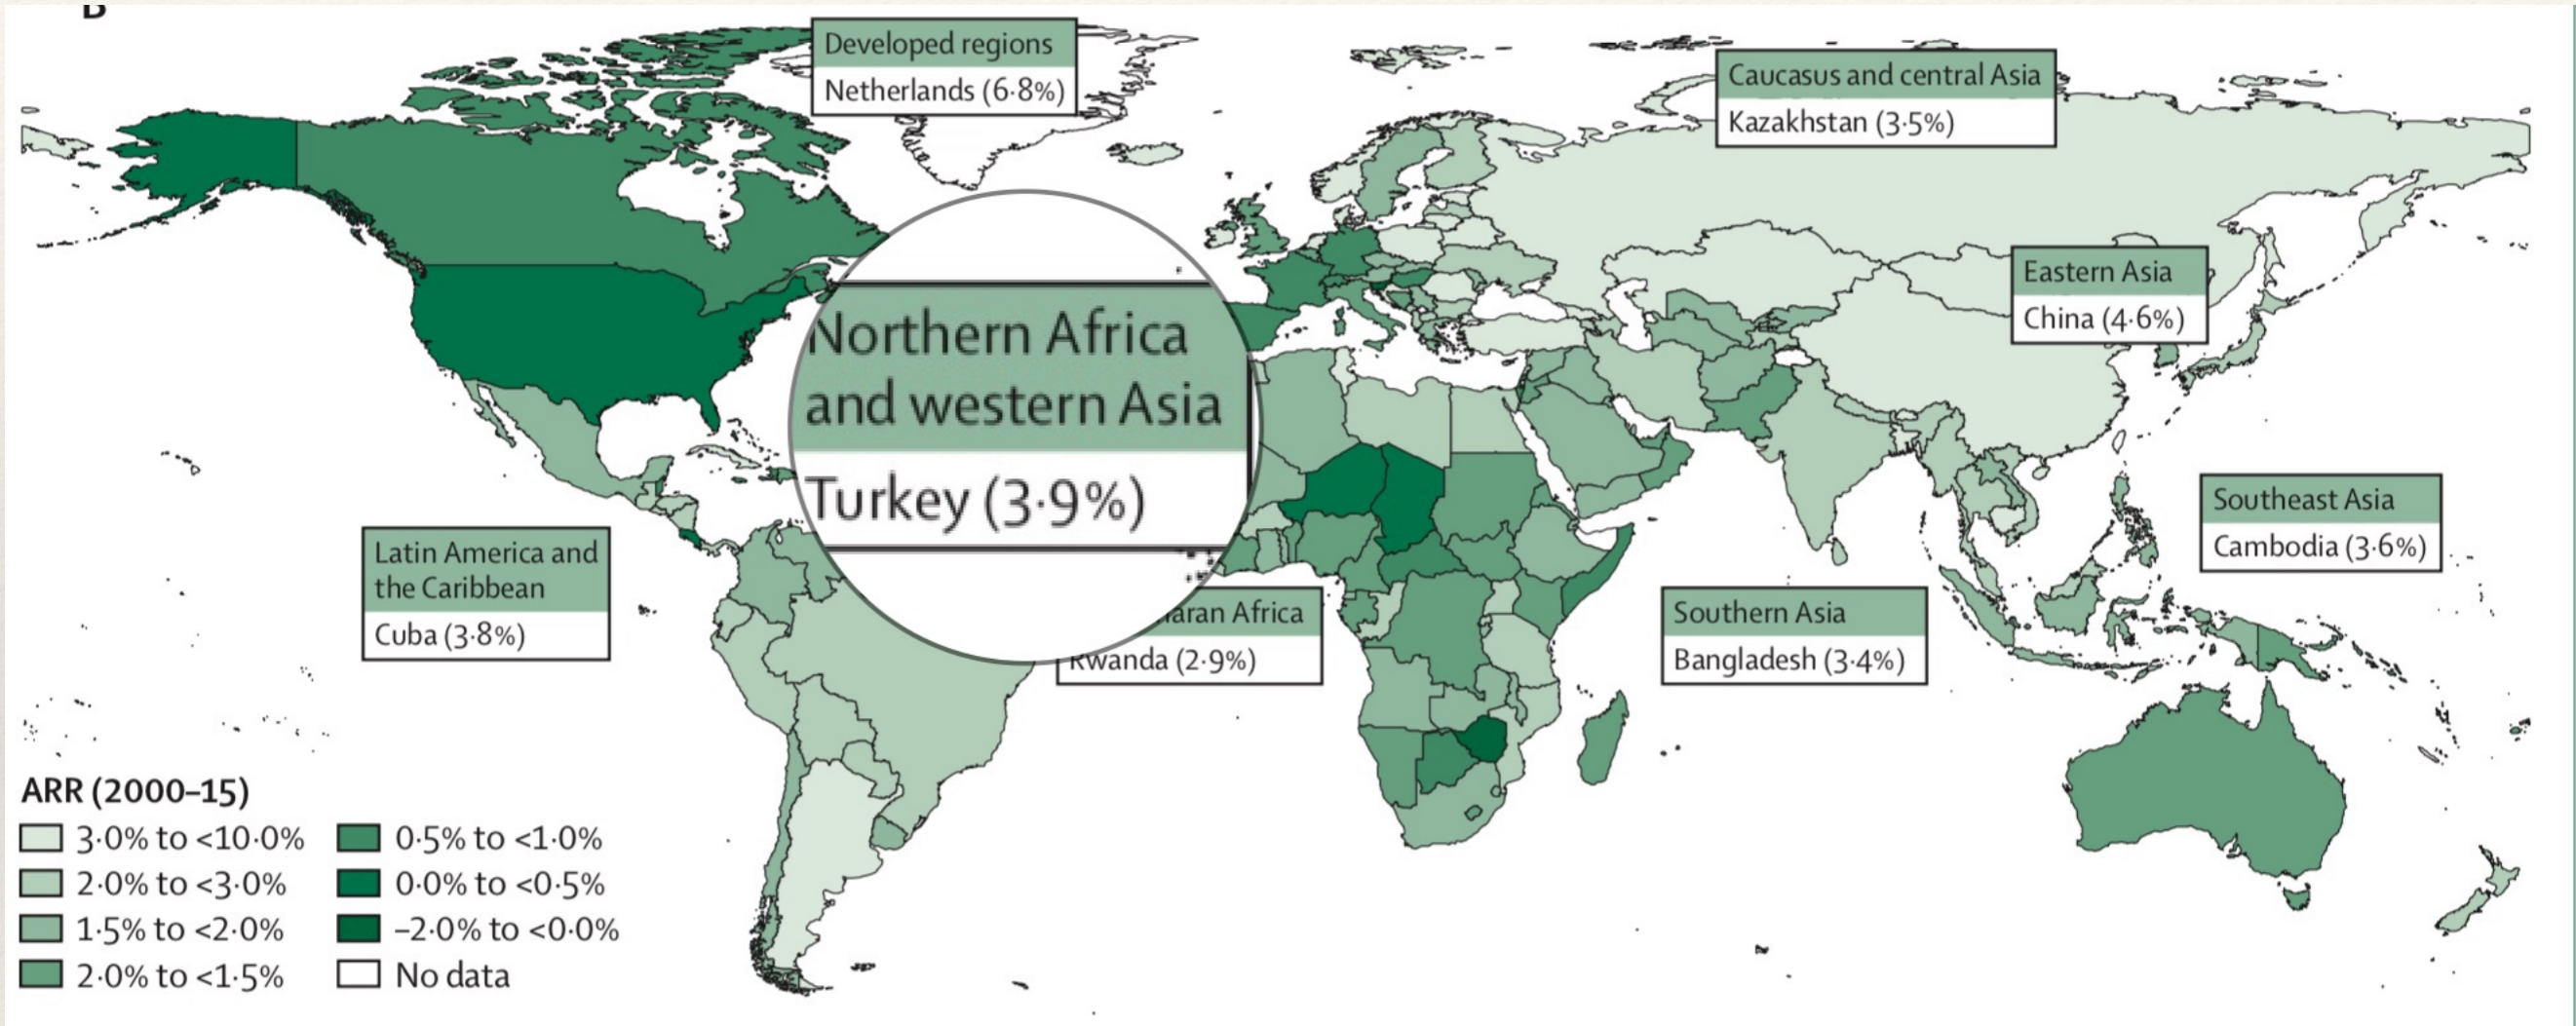 B
Developed regions
Netherlands (6·8%)
Caucasus and central Asia
Kazakhstan (3·5%)
Eastern Asia
China (4·6%)
Northern Africa
and western Asia
Turkey (3·9%)
Southeast Asia
Cambodia (3·6%)
Latin America and
the Caribbean
Cuba (3·8%)
Africa
Rwanda (2·9%)
Southern Asia
Bangladesh (3·4%)
ARR (2000–15)
3·0% to <10·0%
2·0% to <3·0%
1·5% to <2·0%
2·0% to <1·5%
0·5% to <1·0%
0·0% to <0·5%
–2·0% to <0·0%
No data